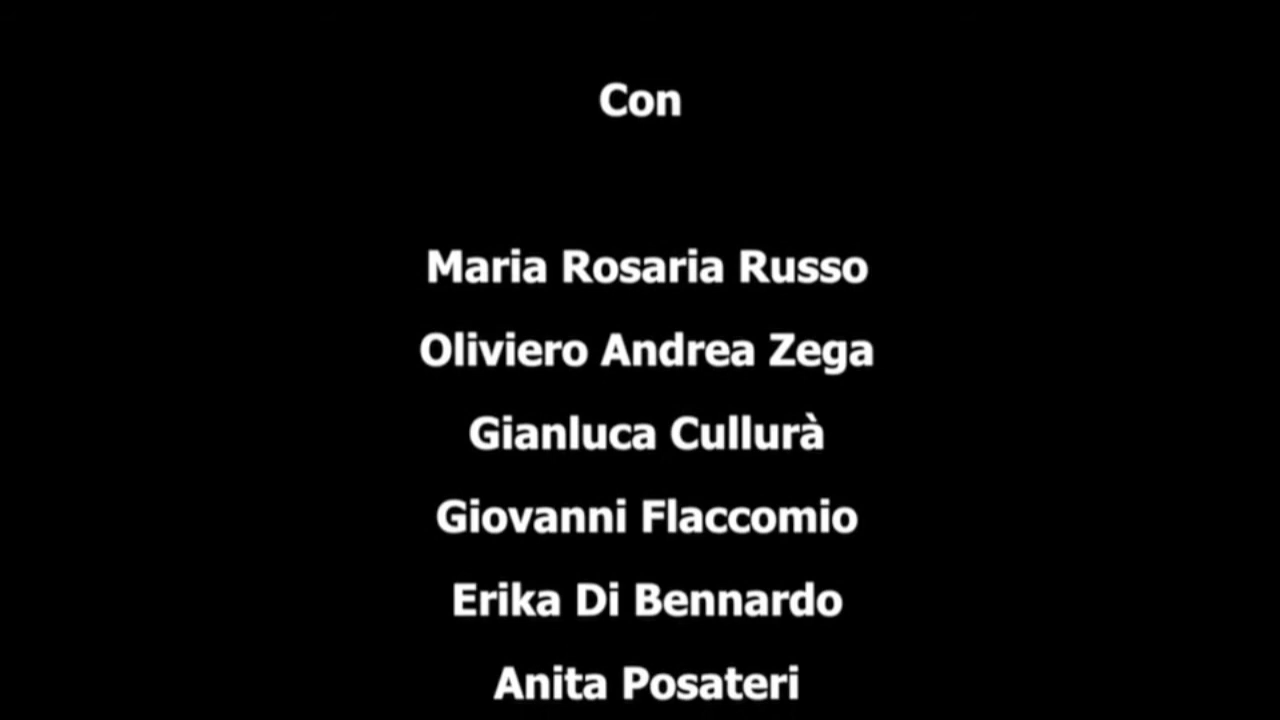 Con
Maria Rosaria Russo
Oliviero Andrea Zega
Gianluca Cullurà
Giovanni Flaccomio
Erika Di Bennardo
Anita Posateri